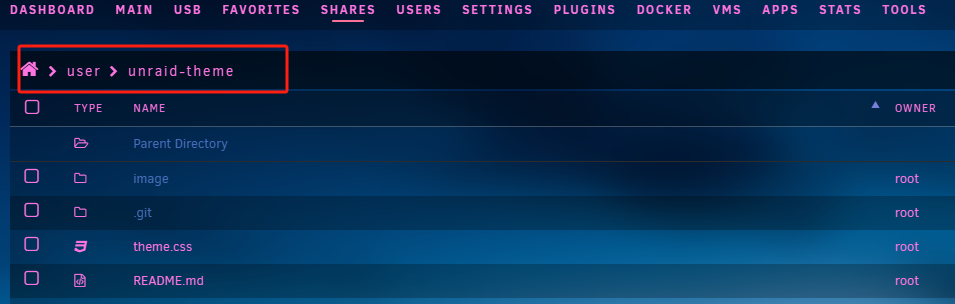 DASHBOARD MAIN USB FAVORITES SHARES USERS SETTINGS PLUGINS DOCKER VMS APPS STATS TOOLS
user unraid-theme
TYPE NAME OWNER
Parent Directory
image root
.git root
theme.css root
README.md root